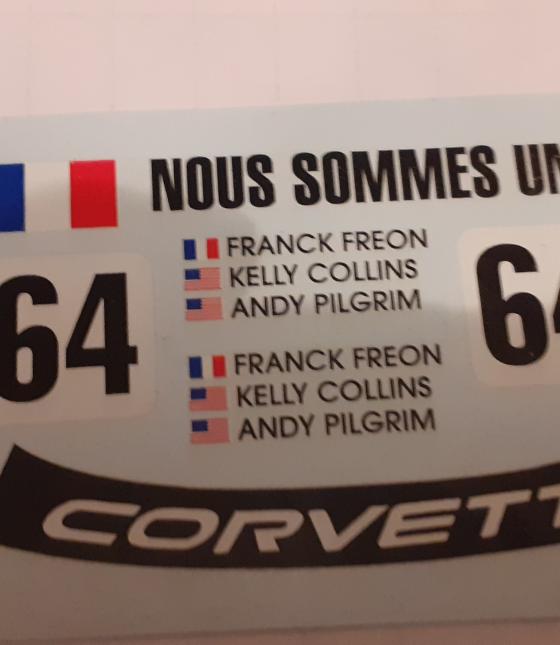 NOUS SOMMES UN
FRANCK FREON
KELLY COLLINS
ANDY PILGRIM
64
64
FRANCK FREON
KELLY COLLINS
ANDY PILGRIM
CORVETT